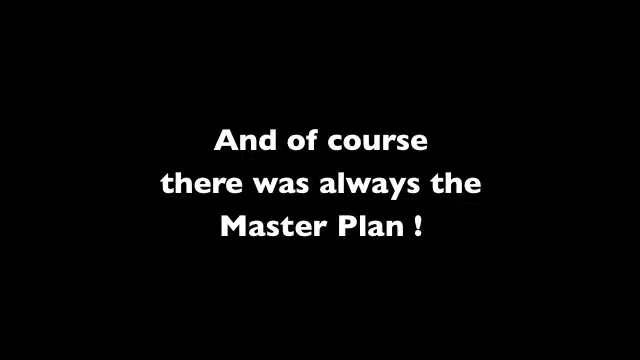 And of course
there was always the
Master Plan !